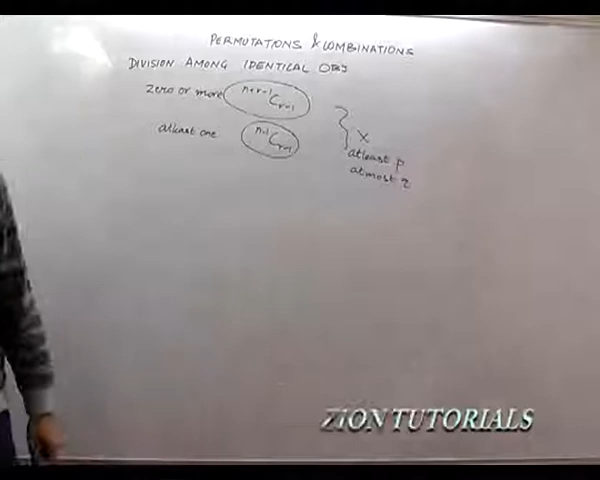 PERMUTATIONS & COMBINATIONS
DIVISION AMONG IDENTICAL OBJ
zero or more n+r-1Cr-1
atleast one n-1Cr-1
X
atleast p
atmost q
ZION TUTORIALS